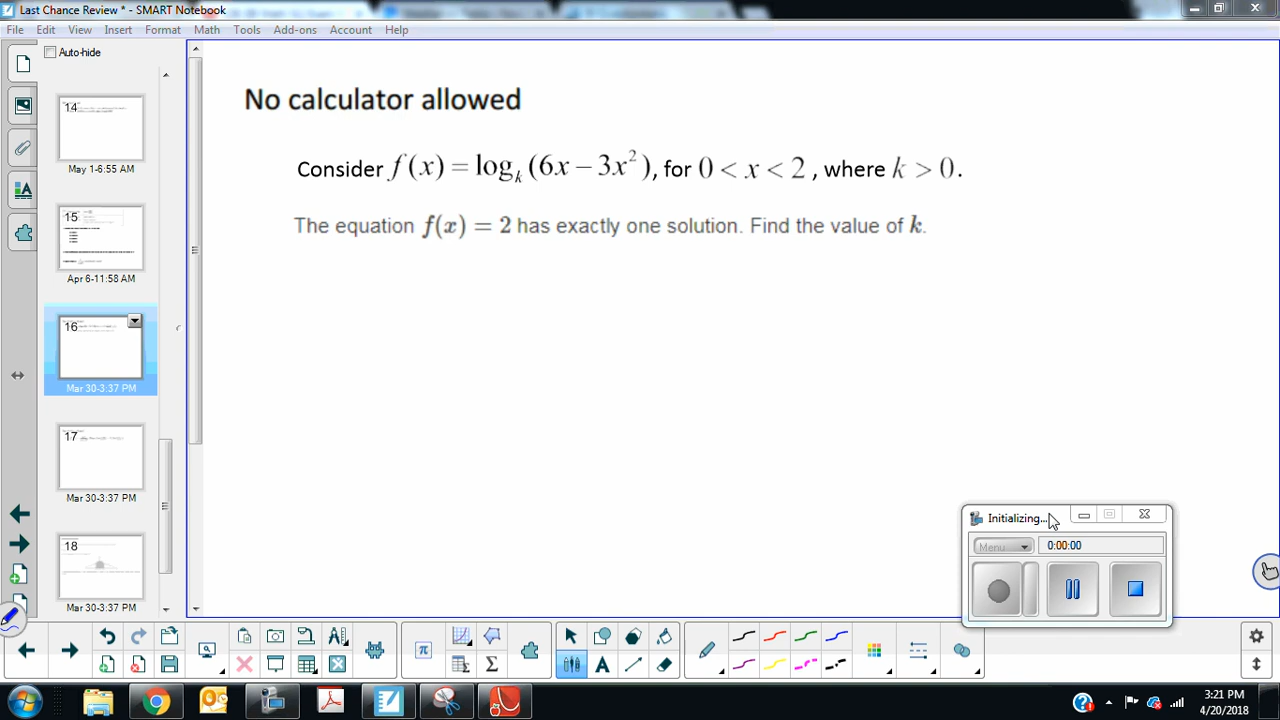 Last Chance Review * - SMART Notebook
File Edit View Insert Format Math Tools Add-ons Account Help
Auto-hide
14
May 1-6:55 AM
15
Apr 6-11:58 AM
16
Mar 30-3:37 PM
17
Mar 30-3:37 PM
18
Mar 30-3:37 PM
No calculator allowed
Consider f(x) = log_k (6x − 3x²), for 0 < x < 2 , where k > 0.
The equation f(x) = 2 has exactly one solution. Find the value of k.
Initializing...
Menu 0:00:00
3:21 PM
4/20/2018